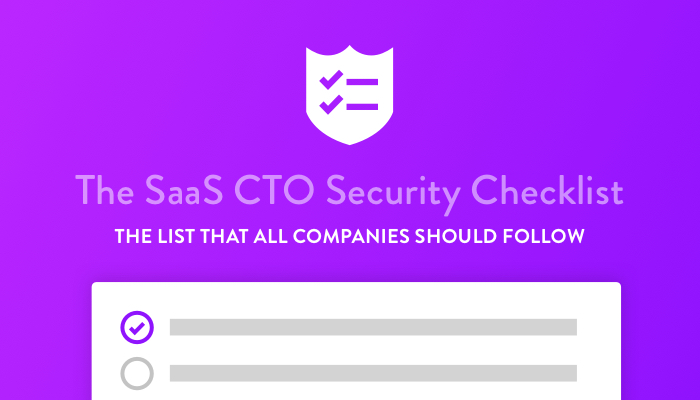 The SaaS CTO Security Checklist
THE LIST THAT ALL COMPANIES SHOULD FOLLOW